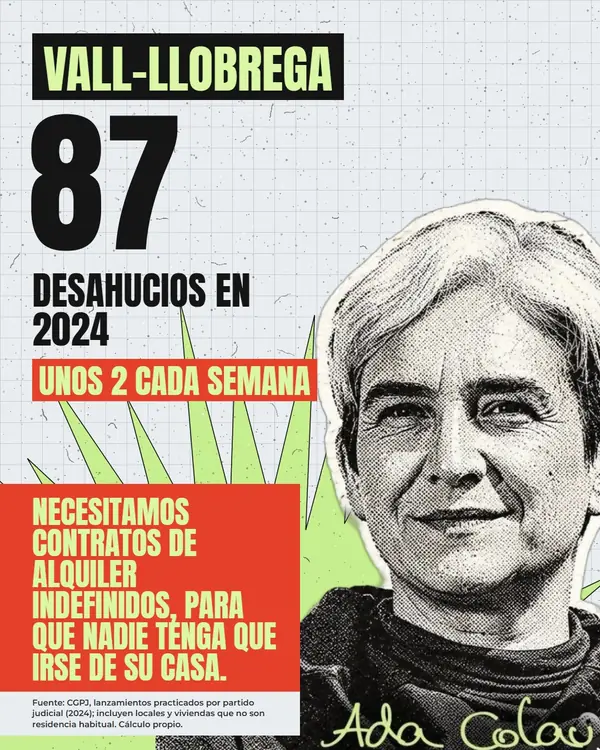 VALL-LLOBREGA
87
DESAHUCIOS EN
2024
UNOS 2 CADA SEMANA
NECESITAMOS
CONTRATOS DE
ALQUILER
INDEFINIDOS, PARA
QUE NADIE TENGA QUE
IRSE DE SU CASA.
Fuente: CGPJ, lanzamientos practicados por partido
judicial (2024); incluyen locales y viviendas que no son
residencia habitual. Cálculo propio.
Ada Colau